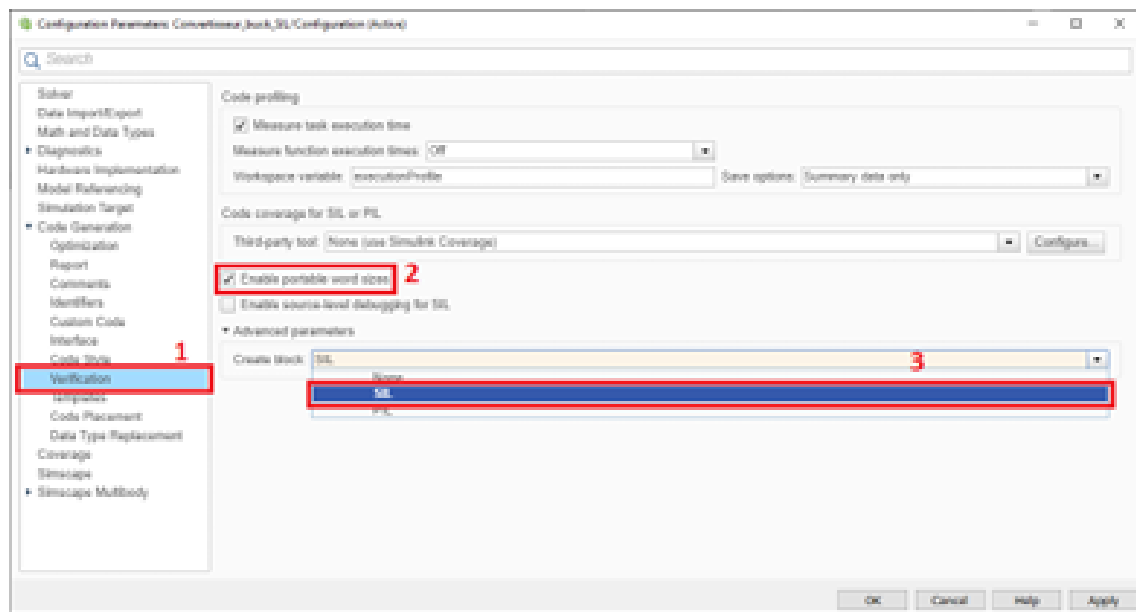 Configuration Parameters: Convertisseur_buck_SIL/Configuration (Active)
Search
Solver
Data Import/Export
Math and Data Types
Diagnostics
Hardware Implementation
Model Referencing
Simulation Target
Code Generation
Optimization
Report
Comments
Identifiers
Custom Code
Interface
Code Style
1
Verification
Templates
Code Placement
Data Type Replacement
Coverage
Simscape
Simscape Multibody
Code profiling
Measure task execution time
Measure function execution times: Off
Workspace variable: executionProfile Save options: Summary data only
Code coverage for SIL or PIL
Third-party tool: None (use Simulink Coverage) Configure...
Enable portable word sizes 2
Enable source-level debugging for SIL
Advanced parameters
Create block: SIL 3
None
SIL
PIL
OK Cancel Help Apply